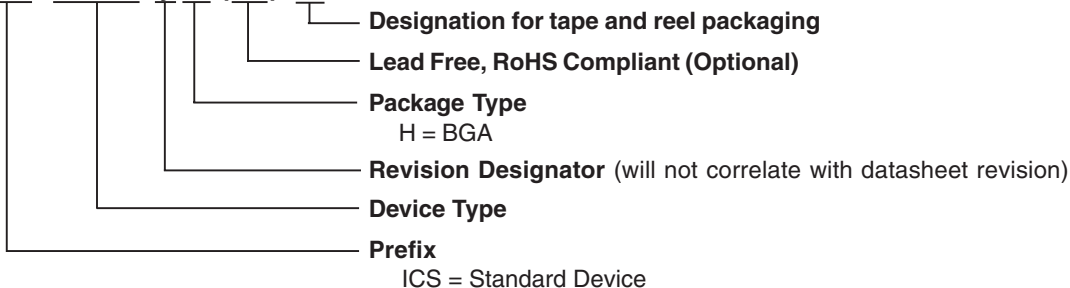 Designation for tape and reel packaging
Lead Free, RoHS Compliant (Optional)
Package Type
H = BGA
Revision Designator (will not correlate with datasheet revision)
Device Type
Prefix
ICS = Standard Device